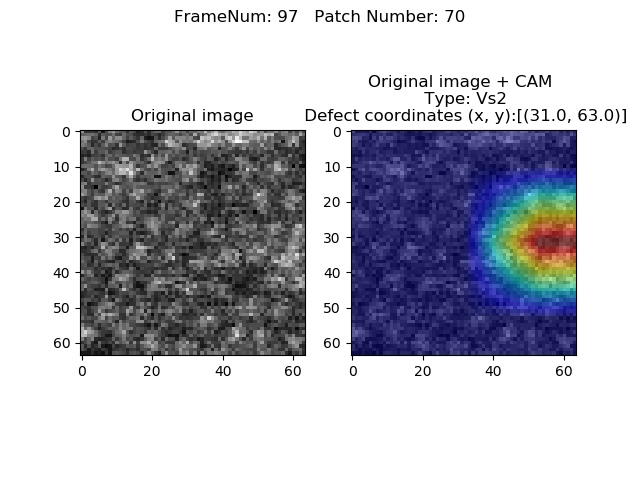 FrameNum: 97   Patch Number: 70
Original image
0
10
20
30
40
50
60
0 20 40 60
Original image + CAM
Type: Vs2
Defect coordinates (x, y):[(31.0, 63.0)]
0
10
20
30
40
50
60
0 20 40 60